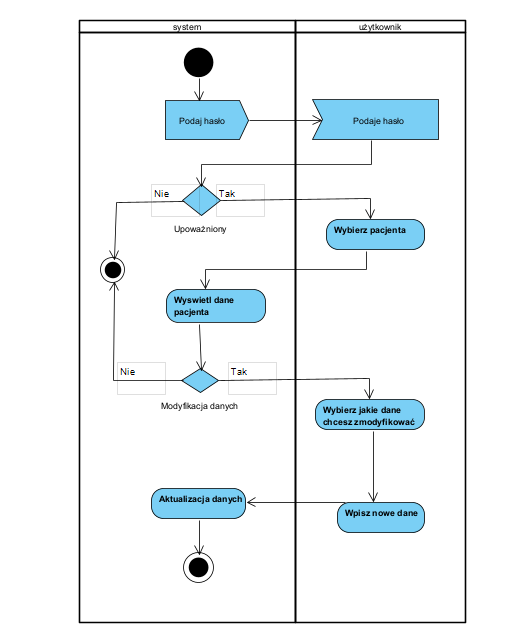 system
użytkownik
Podaj hasło
Podaje hasło
Nie
Tak
Upoważniony
Wybierz pacjenta
Wyswietl dane
pacjenta
Nie
Tak
Modyfikacja danych
Wybierz jakie dane
chcesz zmodyfikować
Aktualizacja danych
Wpisz nowe dane